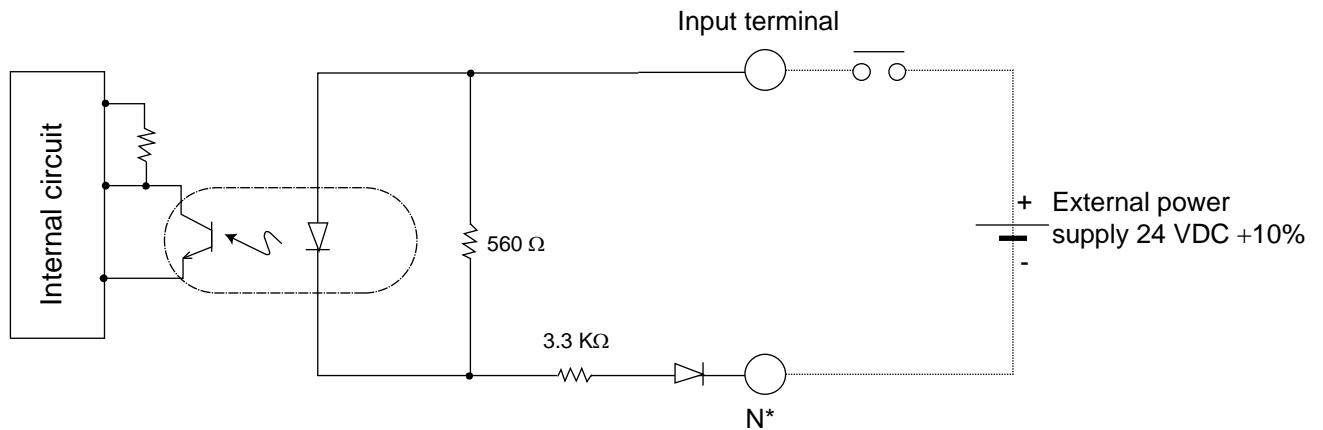 Input terminal
Internal circuit
+
External power
supply 24 VDC +10%
-
560 Ω
3.3 KΩ
N*